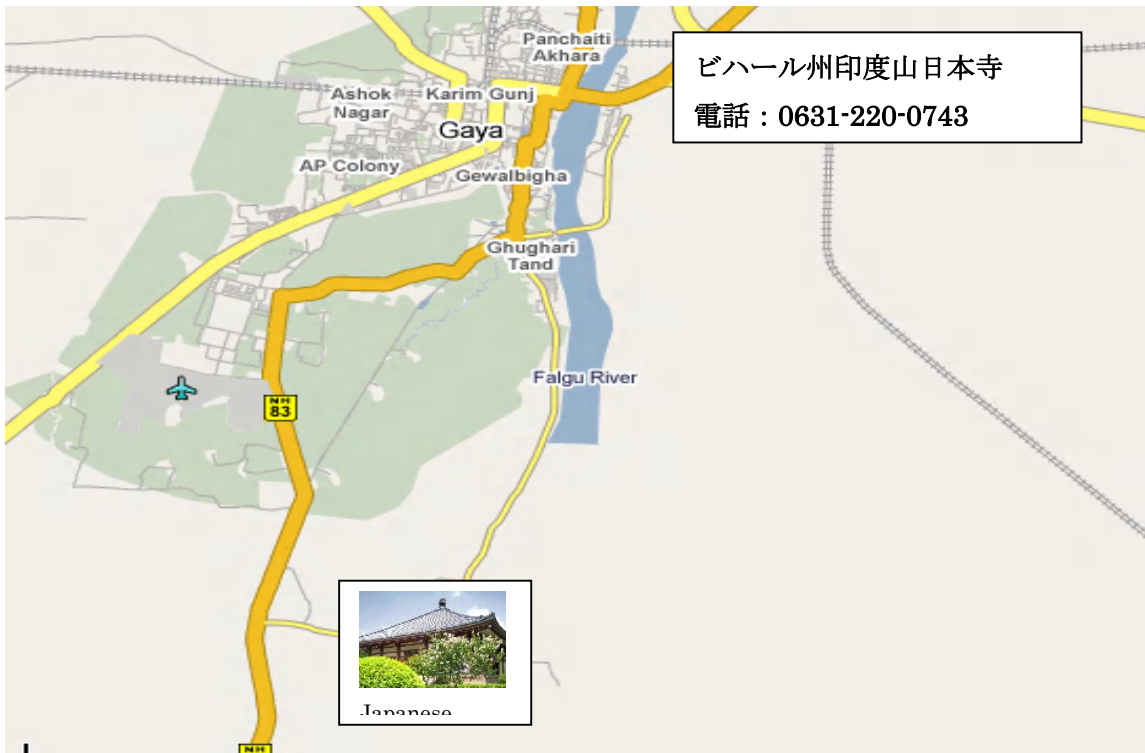 Panchaiti
Akhara
ビハール州印度山日本寺
電話：0631-220-0743
Ashok
Nagar
Karim Gunj
Gaya
AP Colony
Gewalbigha
Ghughari
Tand
Falgu River
NH
83
Japanese
NH